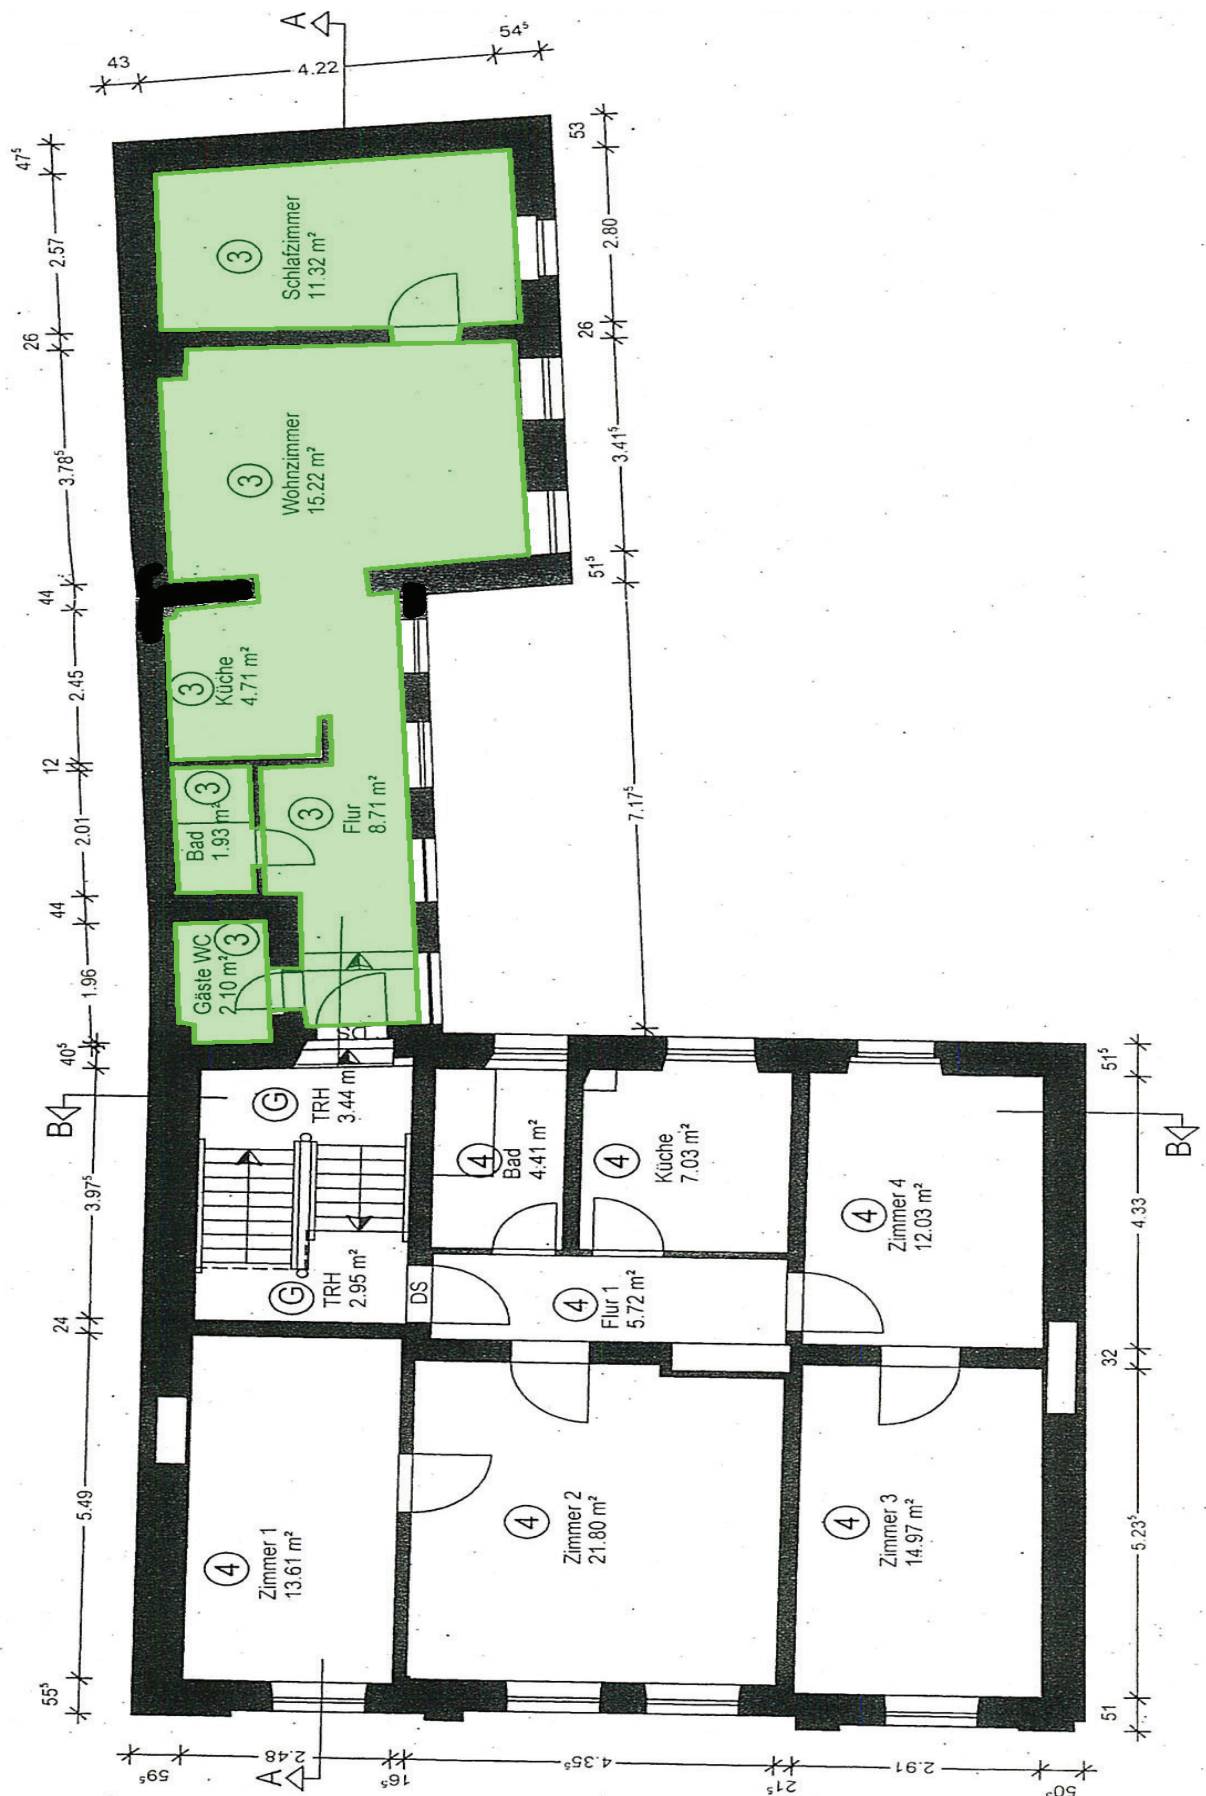 A
43
4.22
54⁵
47⁵
2.57
26
3.78⁵
44
2.45
12
2.01
44
1.96
40⁵
3.97⁵
24
5.49
55⁵
53
2.80
26
3.41⁵
51⁵
7.17⁵
3
Schlafzimmer
11.32 m²
3
Wohnzimmer
15.22 m²
3
Küche
4.71 m²
3
Bad
1.93 m²
3
Flur
8.71 m²
3
Gäste WC
2.10 m²
B
G
TRH
3.44 m
G
TRH
2.95 m²
DS
4
Bad
4.41 m²
4
Küche
7.03 m²
4
Flur 1
5.72 m²
4
Zimmer 4
12.03 m²
4
Zimmer 1
13.61 m²
4
Zimmer 2
21.80 m²
4
Zimmer 3
14.97 m²
51⁵
B
4.33
32
5.23⁵
51
59⁵
2.48
A
16⁵
4.35⁵
21⁵
2.91
50⁵